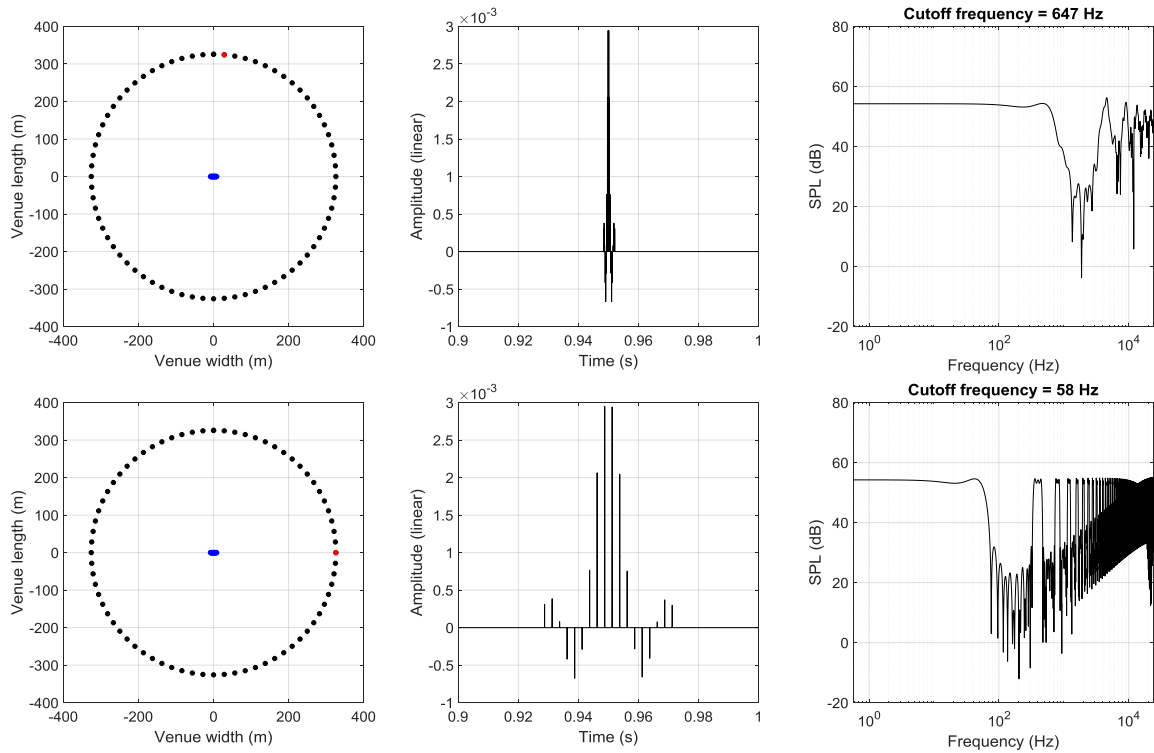 400
300
200
100
0
-100
-200
-300
-400
-400 -200 0 200 400
Venue length (m)
Venue width (m)
×10⁻³
3
2.5
2
1.5
1
0.5
0
-0.5
-1
0.9 0.92 0.94 0.96 0.98 1
Amplitude (linear)
Time (s)
Cutoff frequency = 647 Hz
80
60
40
20
0
-20
10⁰ 10² 10⁴
SPL (dB)
Frequency (Hz)
400
300
200
100
0
-100
-200
-300
-400
-400 -200 0 200 400
Venue length (m)
Venue width (m)
×10⁻³
3
2.5
2
1.5
1
0.5
0
-0.5
-1
0.9 0.92 0.94 0.96 0.98 1
Amplitude (linear)
Time (s)
Cutoff frequency = 58 Hz
80
60
40
20
0
-20
10⁰ 10² 10⁴
SPL (dB)
Frequency (Hz)